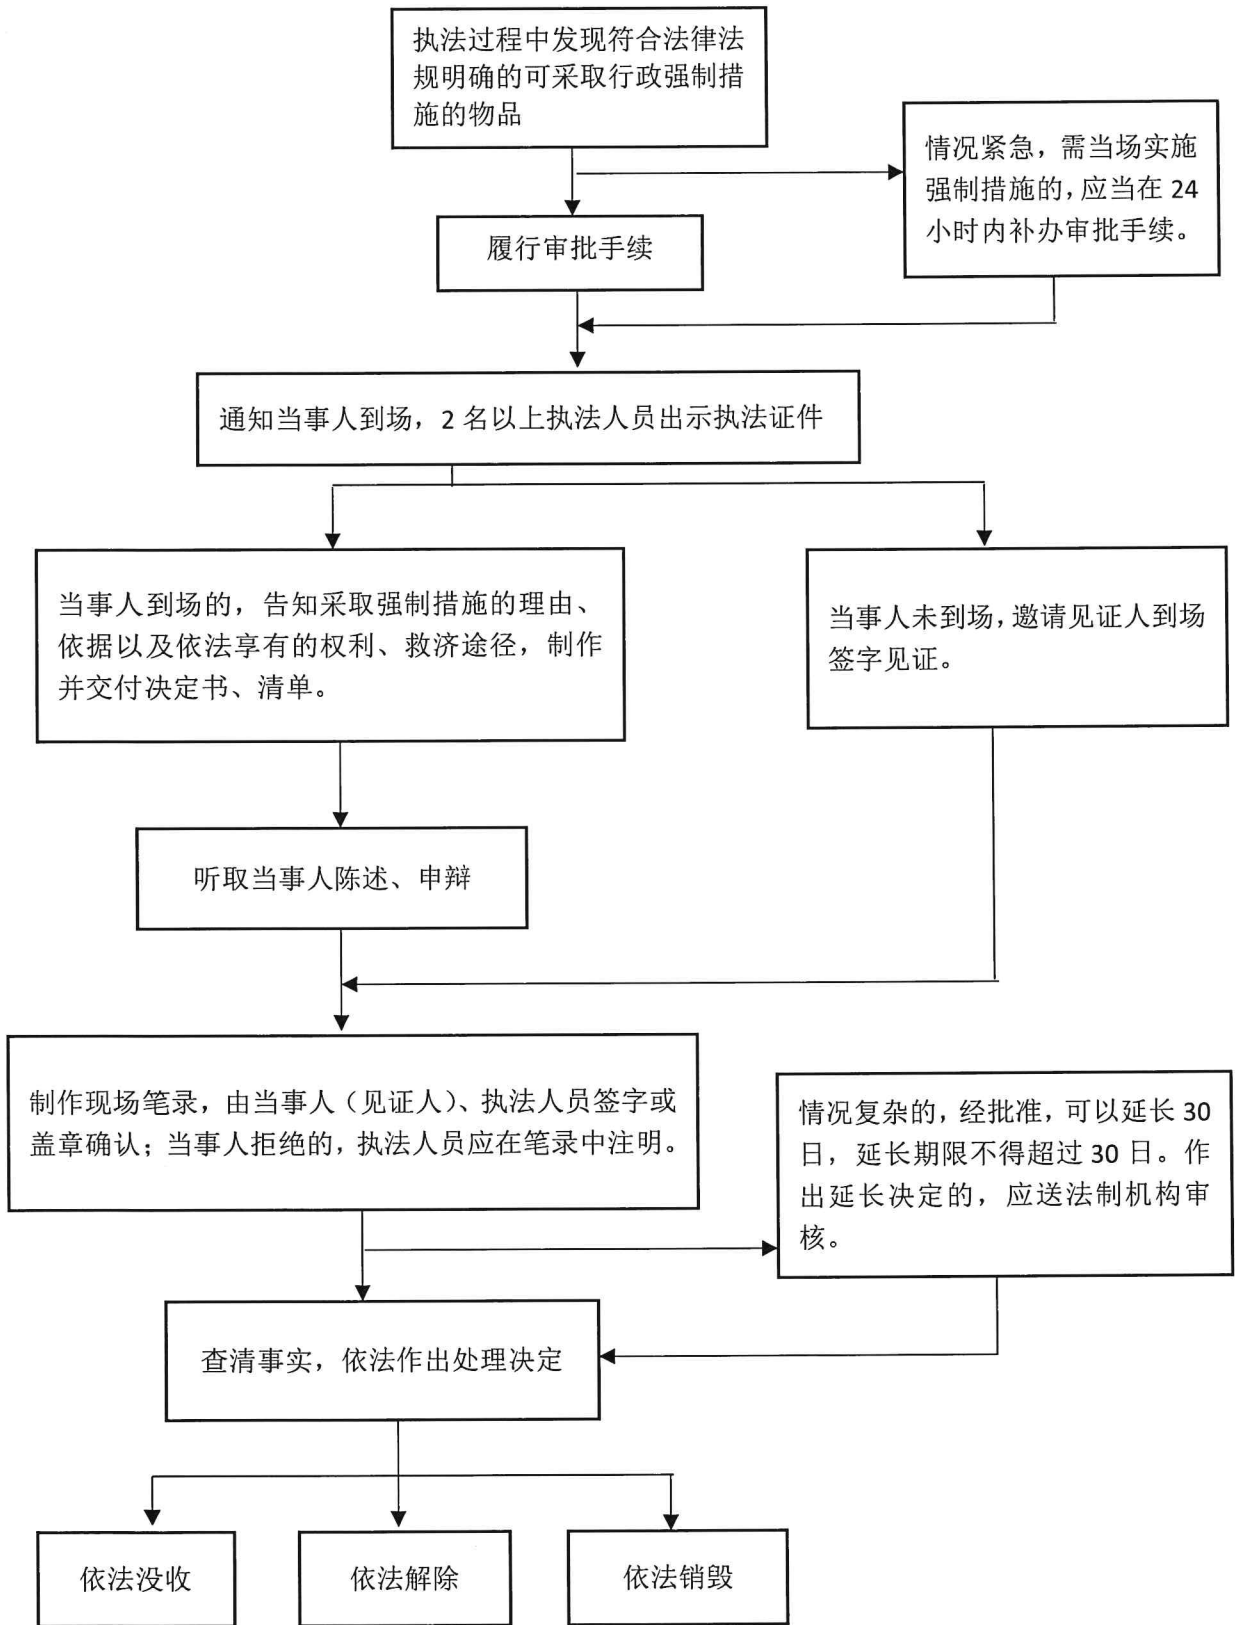 执法过程中发现符合法律法
规明确的可采取行政强制措
施的物品
情况紧急，需当场实施
强制措施的，应当在 24
小时内补办审批手续。
履行审批手续
通知当事人到场，2 名以上执法人员出示执法证件
当事人到场的，告知采取强制措施的理由、
依据以及依法享有的权利、救济途径，制作
并交付决定书、清单。
当事人未到场，邀请见证人到场
签字见证。
听取当事人陈述、申辩
制作现场笔录，由当事人（见证人）、执法人员签字或
盖章确认；当事人拒绝的，执法人员应在笔录中注明。
情况复杂的，经批准，可以延长 30
日，延长期限不得超过 30 日。作
出延长决定的，应送法制机构审
核。
查清事实，依法作出处理决定
依法没收
依法解除
依法销毁